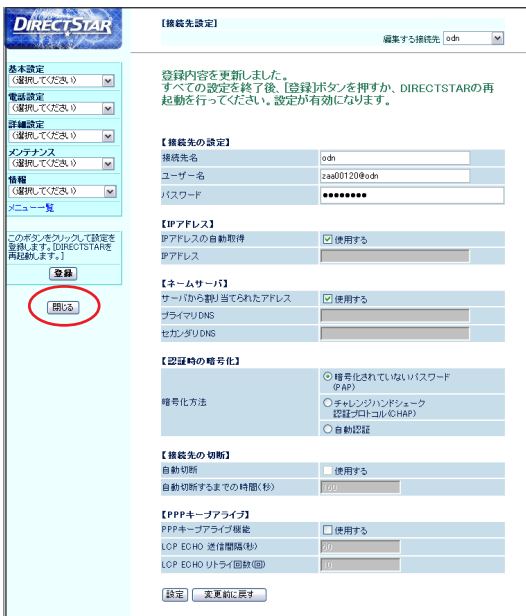 DIRECTSTAR
基本設定
(選択してください)
電話設定
(選択してください)
詳細設定
(選択してください)
メンテナンス
(選択してください)
情報
(選択してください)
メニュー一覧
このボタンをクリックして設定を
登録します。[DIRECTSTARを
再起動します。]
登録
閉じる
【接続先設定】
編集する接続先 odn
登録内容を更新しました。
すべての設定を終了後、[登録]ボタンを押すか、DIRECTSTARの再
起動を行ってください。設定が有効になります。
【接続先の設定】
接続先名 odn
ユーザー名 zaa00120@odn
パスワード ●●●●●●●●
【IPアドレス】
IPアドレスの自動取得 使用する
IPアドレス
【ネームサーバ】
サーバから割り当てられたアドレス 使用する
プライマリDNS
セカンダリDNS
【認証時の暗号化】
暗号化方法
暗号化されていないパスワード
(PAP)
チャレンジハンドシェーク
認証プロトコル(CHAP)
自動認証
【接続先の切断】
自動切断 使用する
自動切断するまでの時間(秒) 160
【PPPキープアライブ】
PPPキープアライブ機能 使用する
LCP ECHO 送信間隔(秒) 60
LCP ECHO リトライ回数(回) 10
設定 変更前に戻す